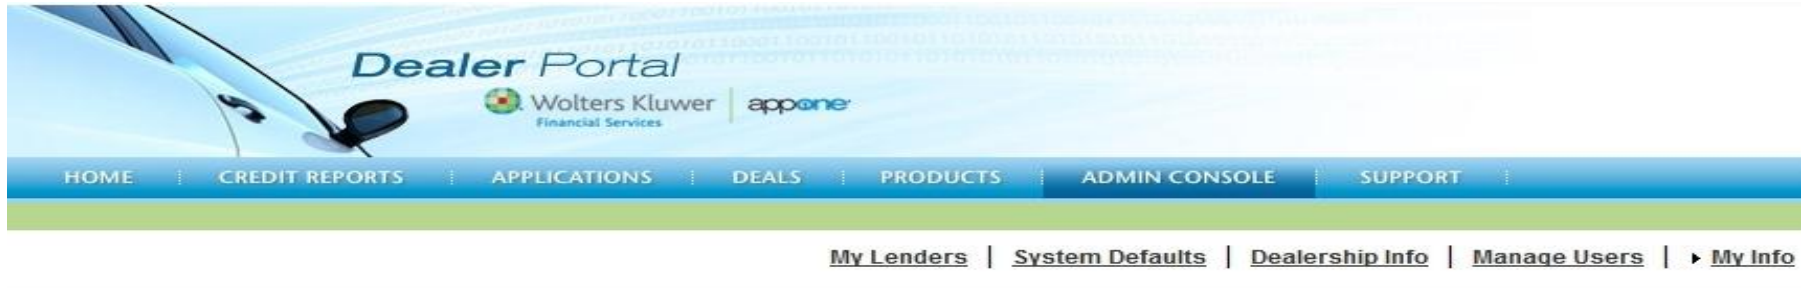 Dealer Portal
Wolters Kluwer appone
Financial Services
HOME CREDIT REPORTS APPLICATIONS DEALS PRODUCTS ADMIN CONSOLE SUPPORT
My Lenders | System Defaults | Dealership Info | Manage Users | ▸ My Info